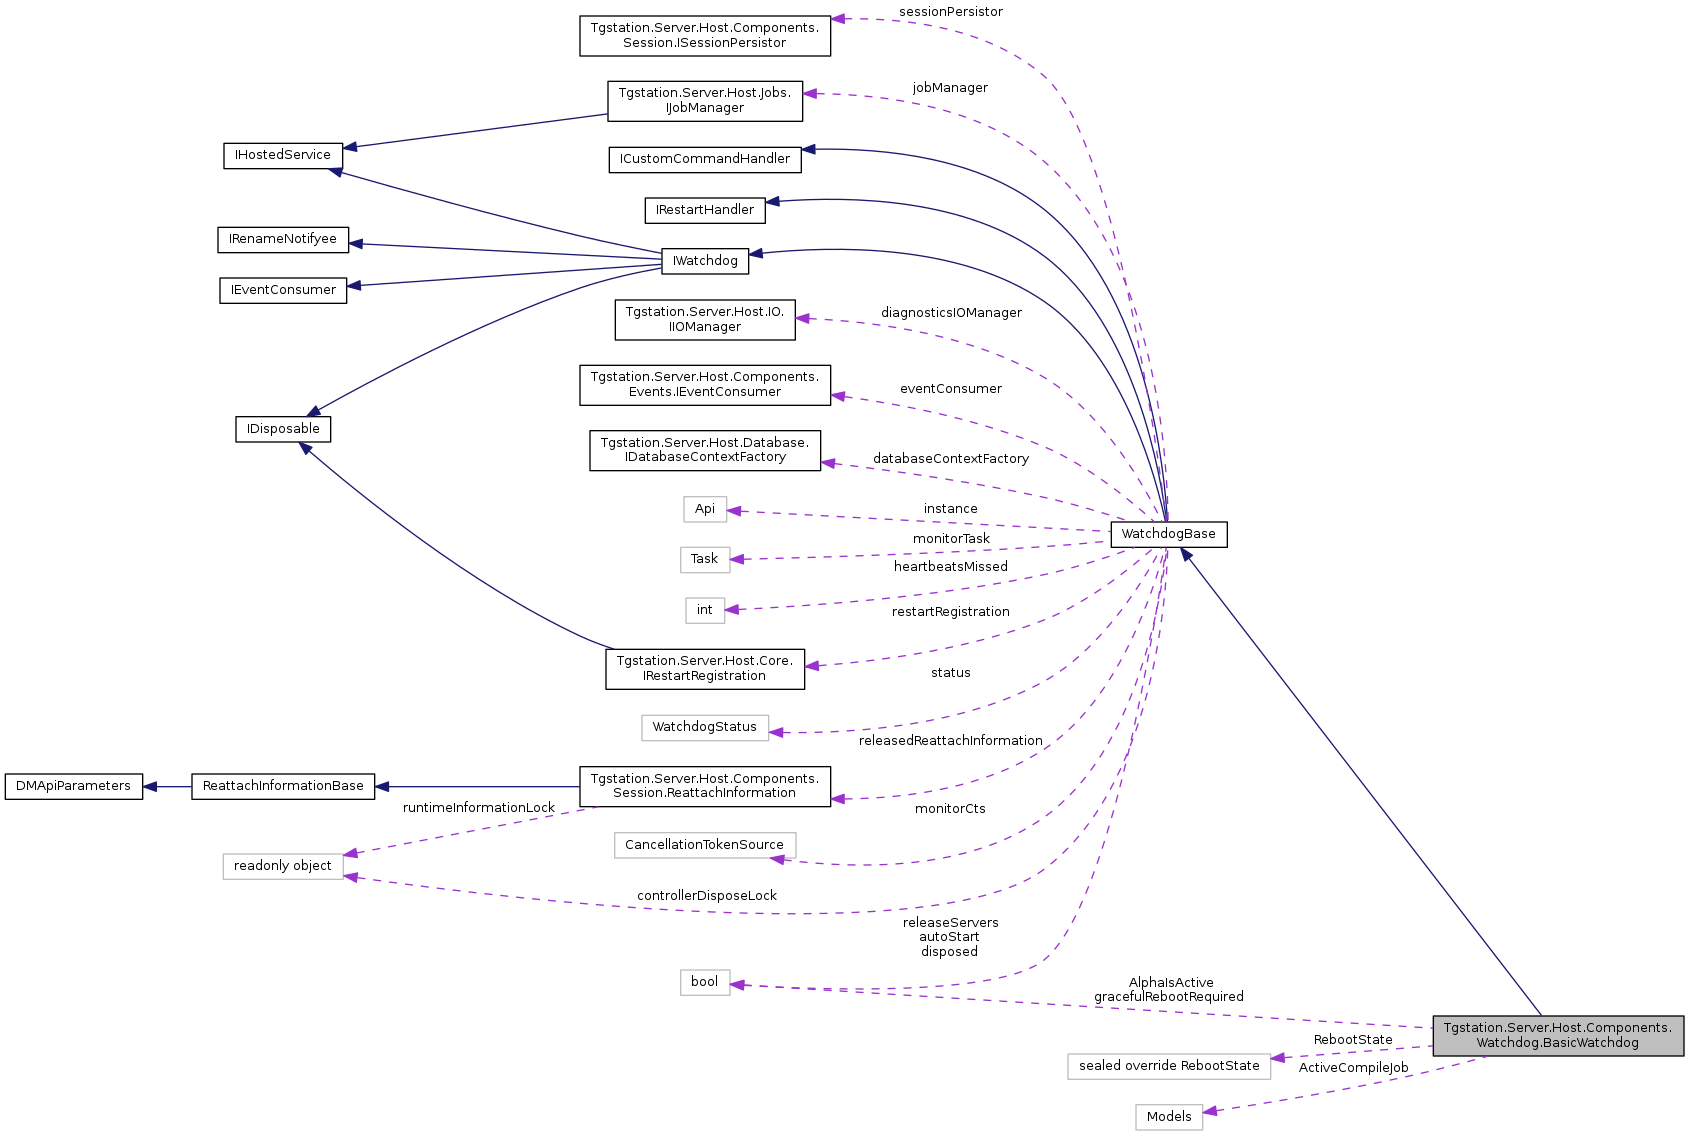 sessionPersistor
Tgstation.Server.Host.Components.
Session.ISessionPersistor
jobManager
Tgstation.Server.Host.Jobs.
IJobManager
IHostedService
ICustomCommandHandler
IRestartHandler
IRenameNotifyee
IWatchdog
IEventConsumer
Tgstation.Server.Host.IO.
IIOManager
diagnosticsIOManager
Tgstation.Server.Host.Components.
Events.IEventConsumer
eventConsumer
IDisposable
Tgstation.Server.Host.Database.
IDatabaseContextFactory
databaseContextFactory
Api
instance
WatchdogBase
monitorTask
Task
heartbeatsMissed
int
restartRegistration
Tgstation.Server.Host.Core.
IRestartRegistration
status
WatchdogStatus
releasedReattachInformation
DMApiParameters
ReattachInformationBase
Tgstation.Server.Host.Components.
Session.ReattachInformation
runtimeInformationLock
monitorCts
CancellationTokenSource
readonly object
controllerDisposeLock
releaseServers
autoStart
disposed
bool
AlphaIsActive
gracefulRebootRequired
Tgstation.Server.Host.Components.
Watchdog.BasicWatchdog
RebootState
sealed override RebootState
ActiveCompileJob
Models